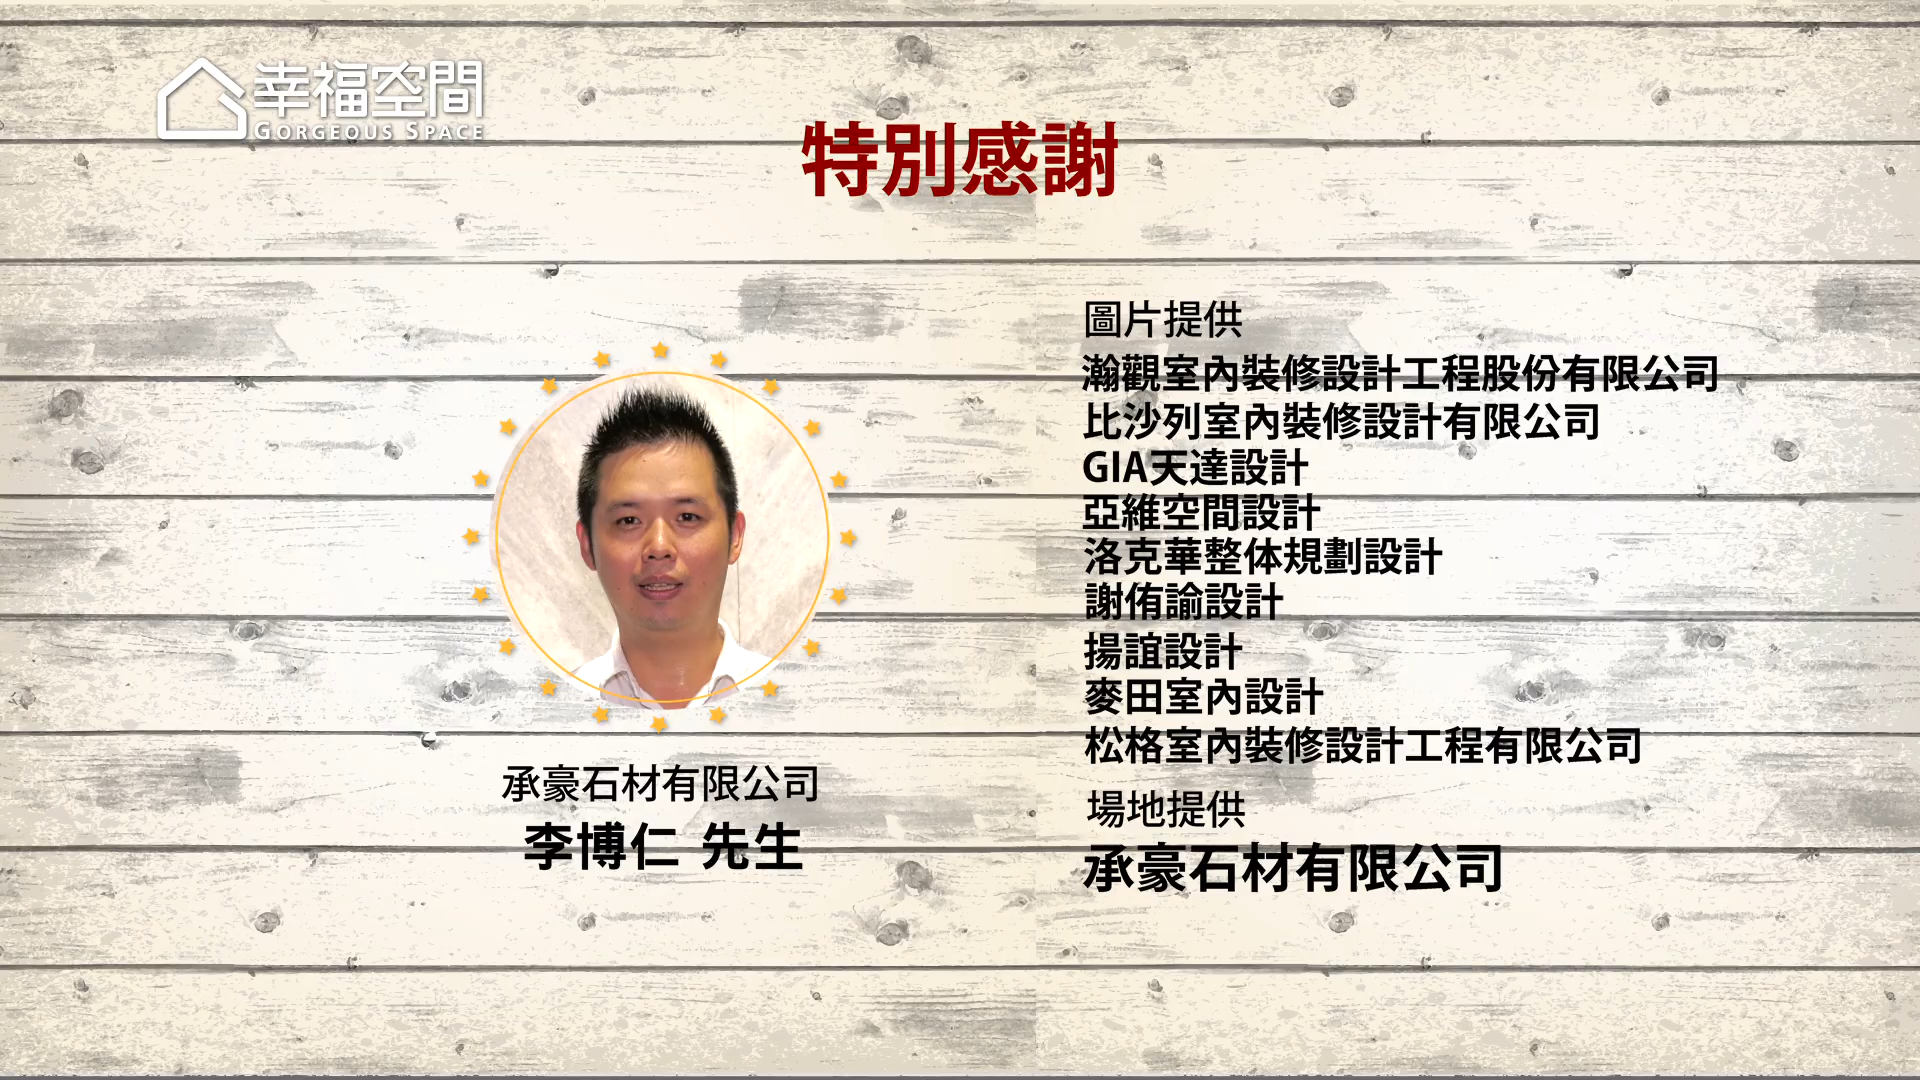 幸福空間
GORGEOUS SPACE
特別感謝
承豪石材有限公司
李博仁 先生
圖片提供
瀚觀室內裝修設計工程股份有限公司
比沙列室內裝修設計有限公司
GIA天達設計
亞維空間設計
洛克華整体規劃設計
謝侑諭設計
揚誼設計
麥田室內設計
松格室內裝修設計工程有限公司
場地提供
承豪石材有限公司